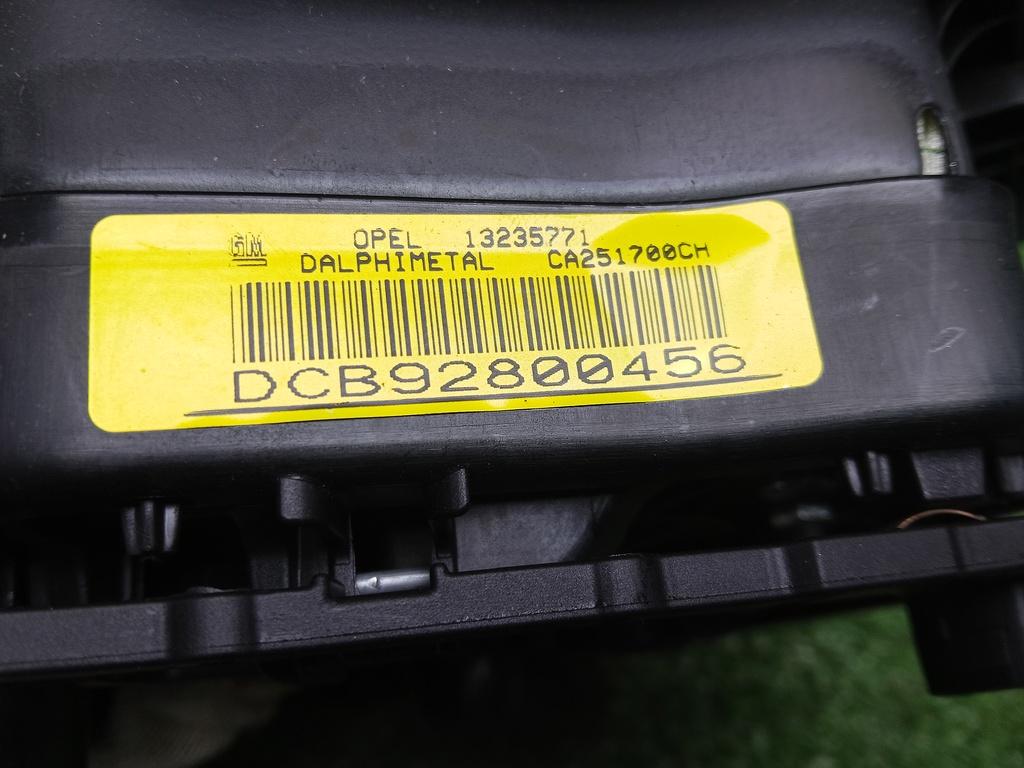 GM OPEL 13235771
DALPHIMETAL CA251700CH
DCB92800456